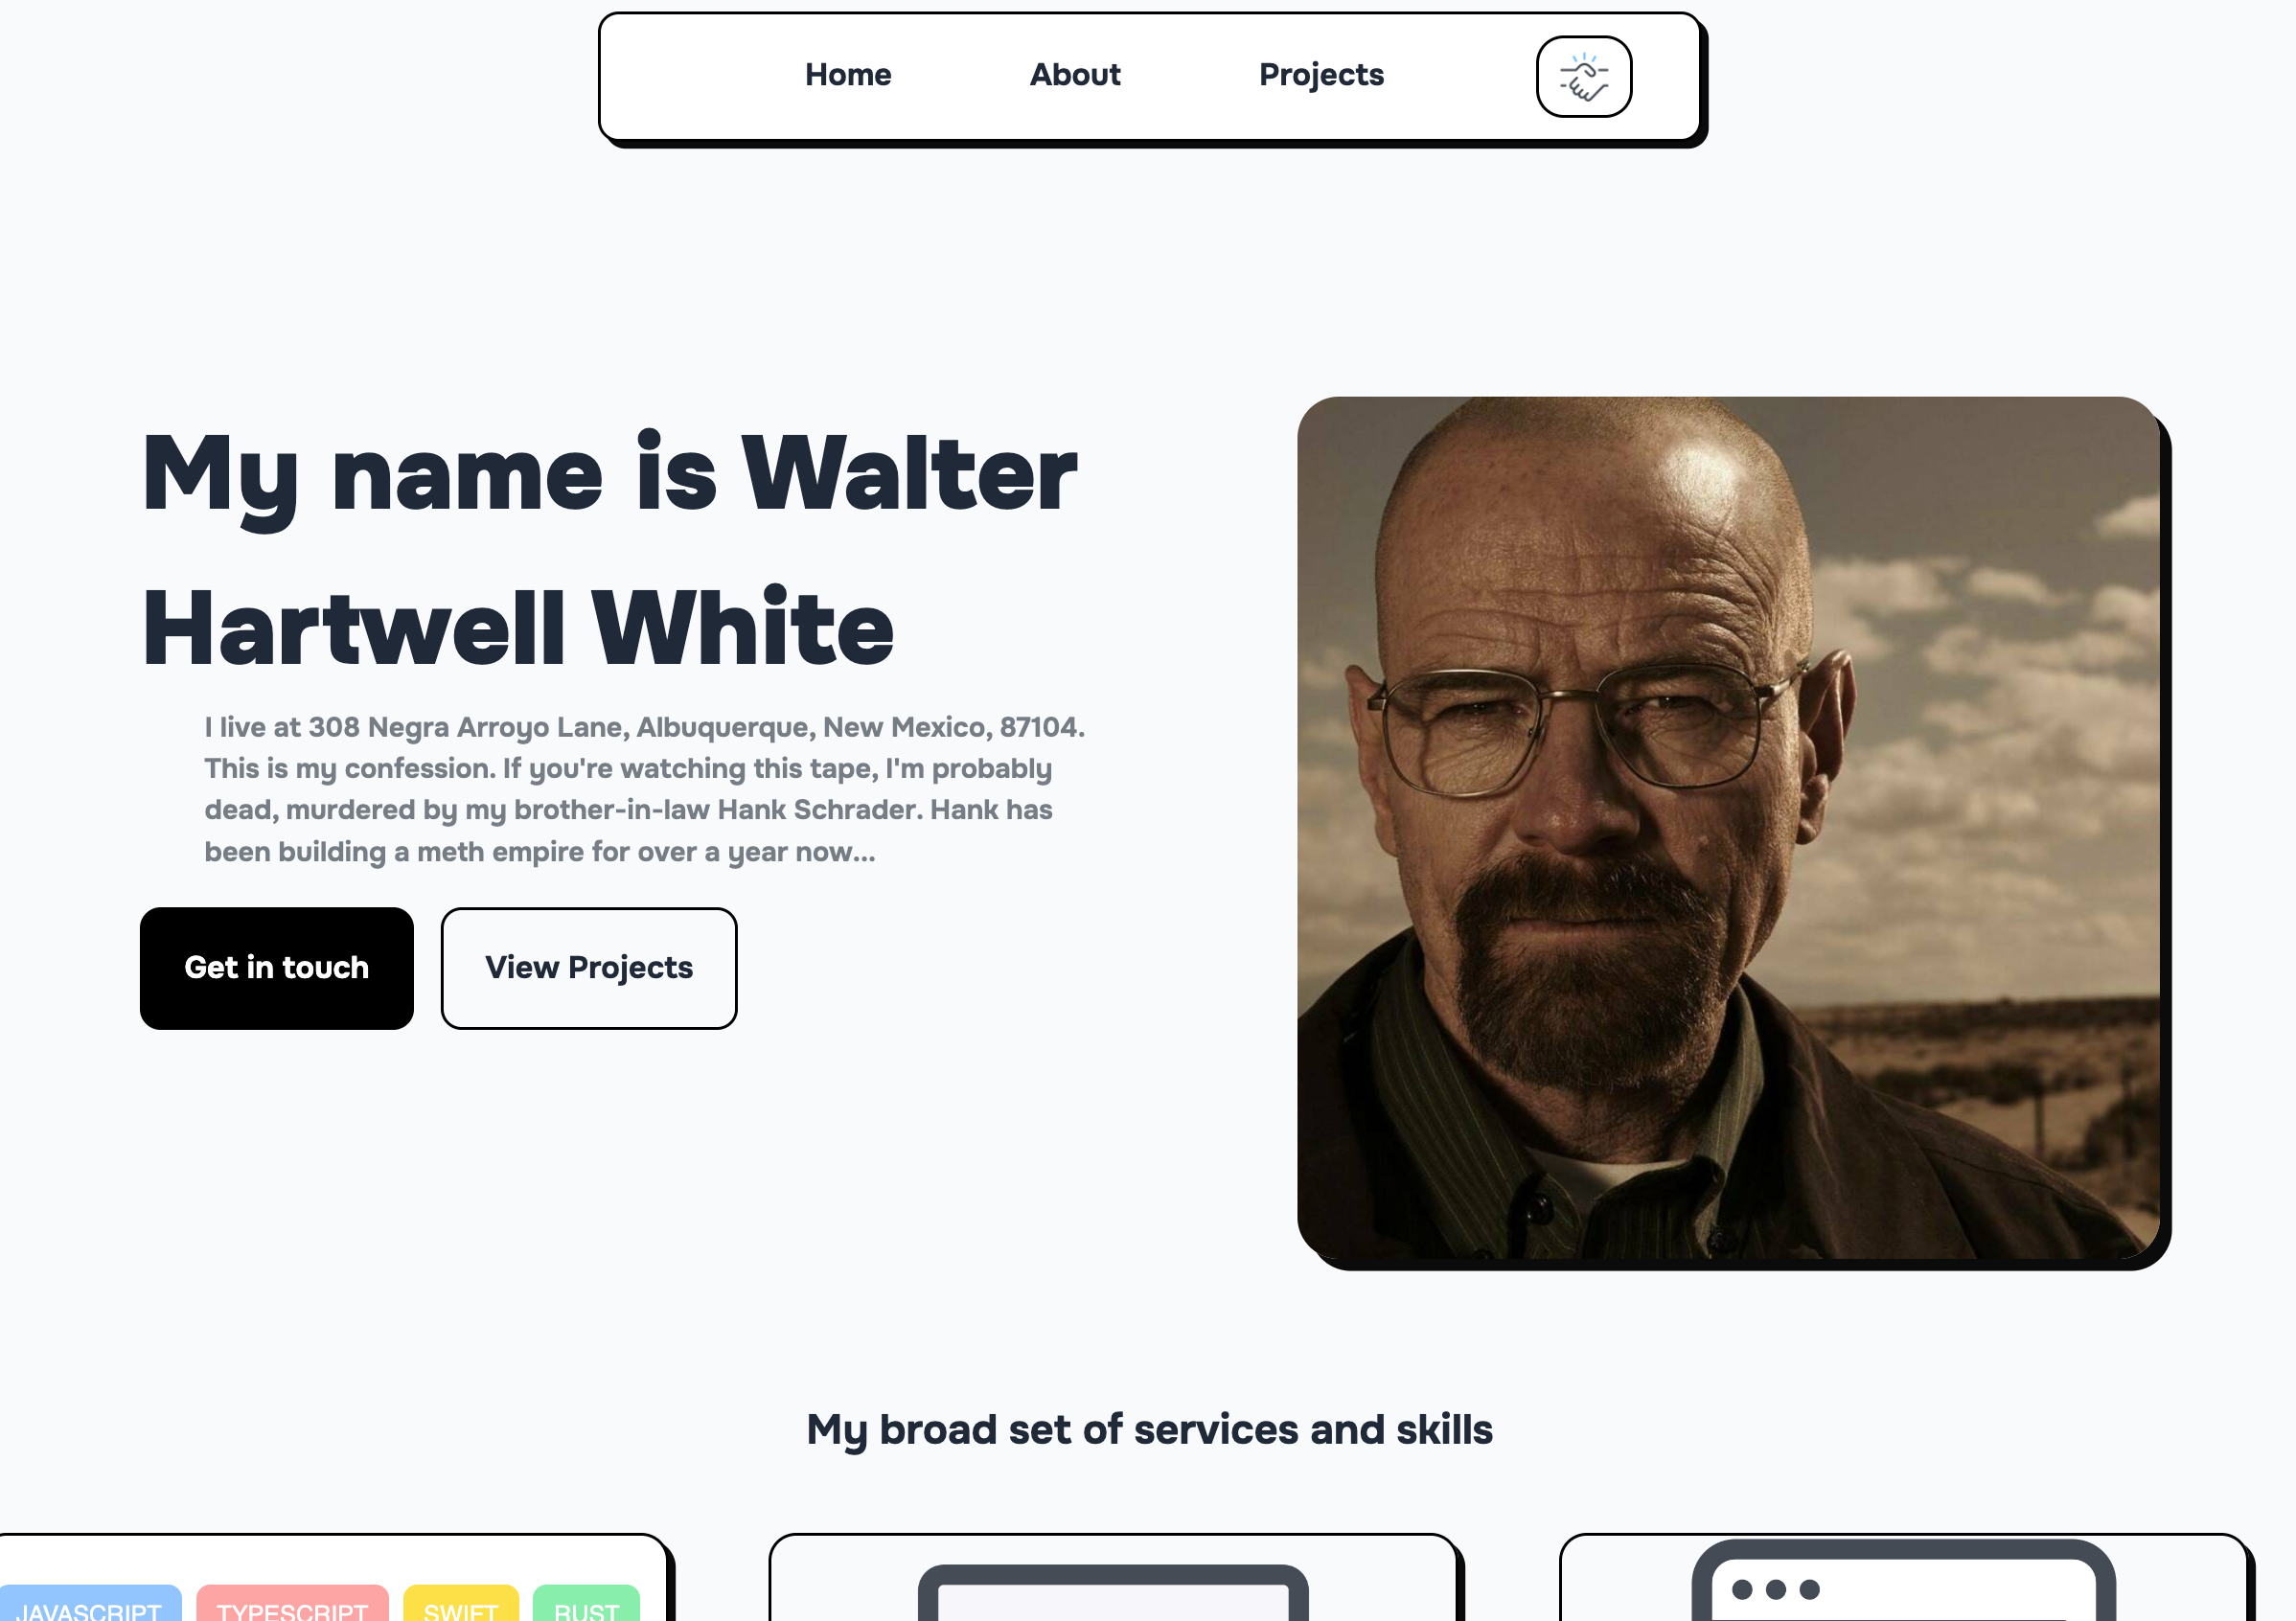 Home About Projects
My name is Walter
Hartwell White
I live at 308 Negra Arroyo Lane, Albuquerque, New Mexico, 87104.
This is my confession. If you're watching this tape, I'm probably
dead, murdered by my brother-in-law Hank Schrader. Hank has
been building a meth empire for over a year now...
Get in touch View Projects
My broad set of services and skills
JAVASCRIPT TYPESCRIPT SWIFT RUST